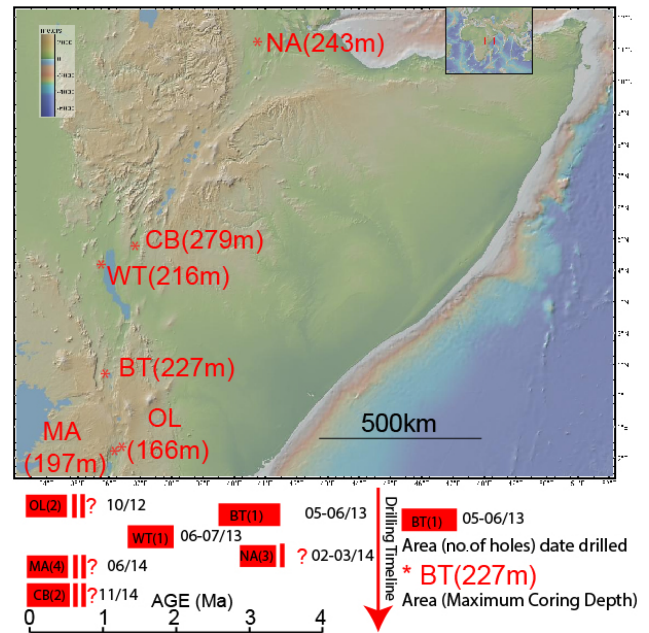 NA(243m)
CB(279m)
WT(216m)
BT(227m)
OL
MA
(166m)
(197m)
500km
OL(2) ? 10/12
BT(1) 05-06/13
WT(1) 06-07/13
NA(3) ? 02-03/14
MA(4) ? 06/14
CB(2) ? 11/14
AGE (Ma)
0 1 2 3 4
Drilling Timeline
BT(1) 05-06/13
Area (no.of holes) date drilled
* BT(227m)
Area (Maximum Coring Depth)